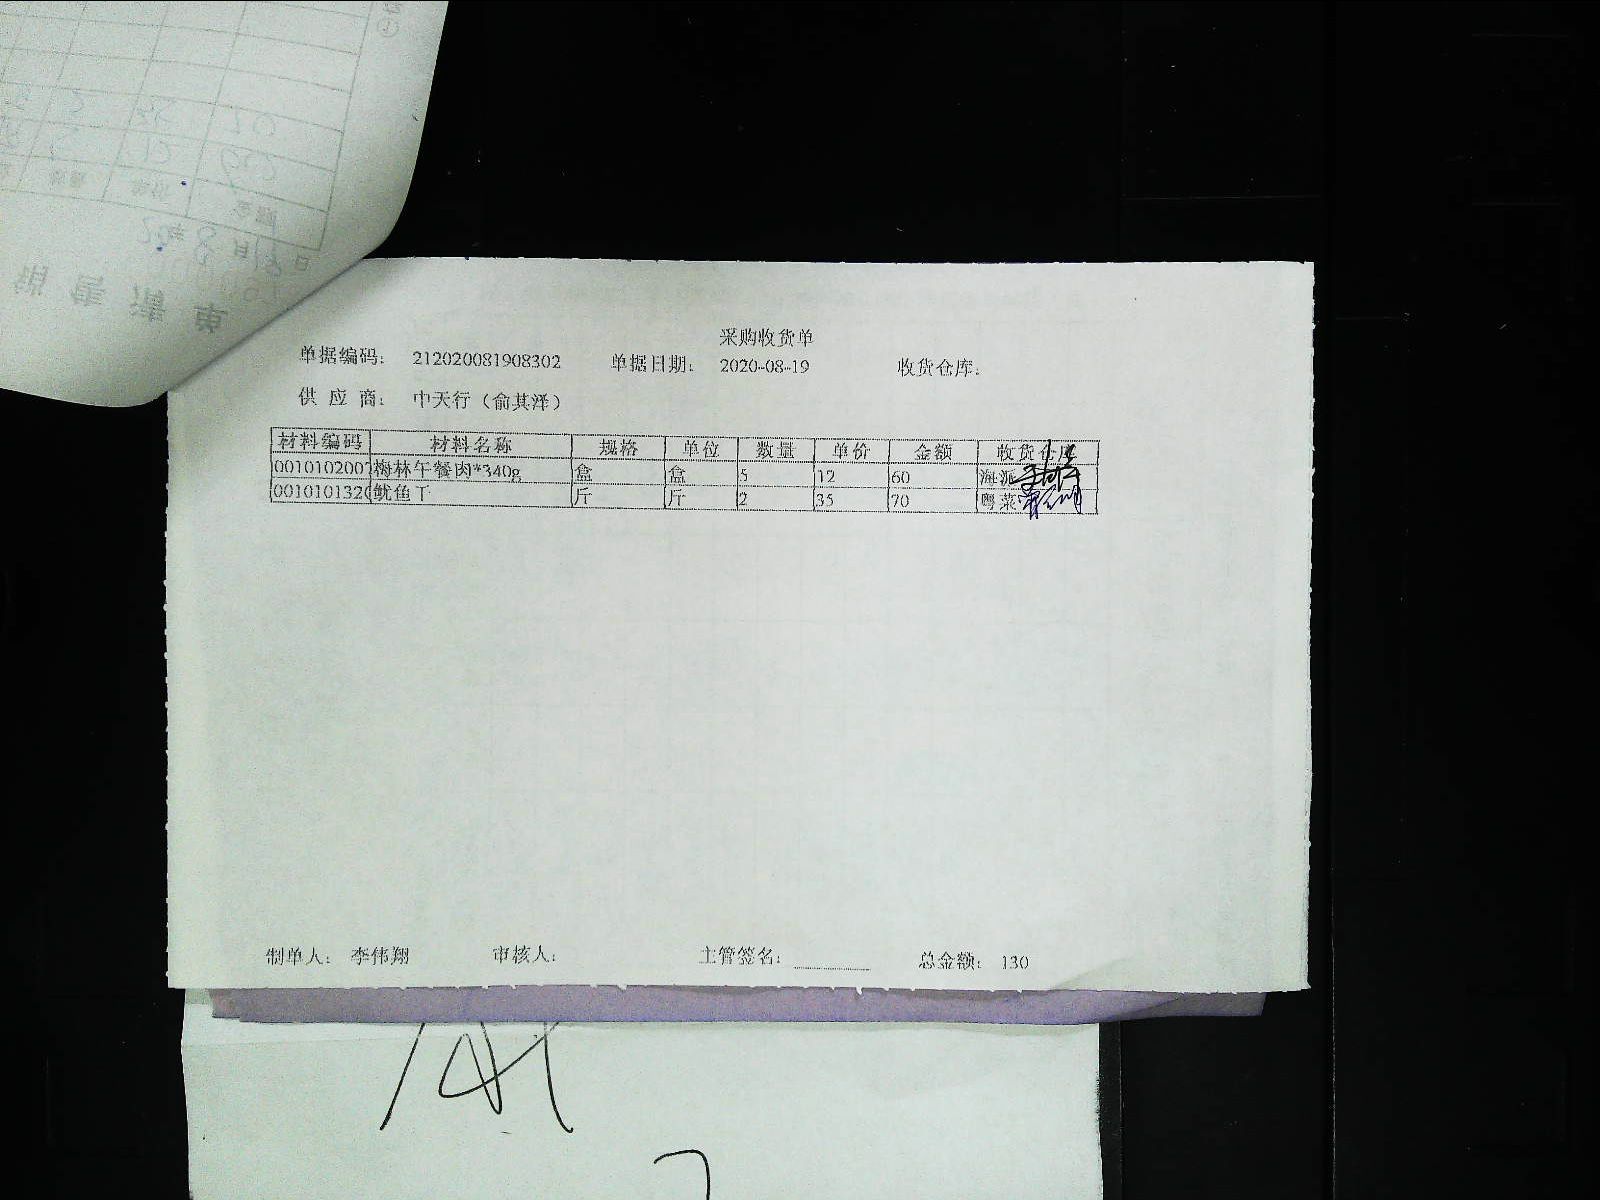 采购收货单
单据编码： 212020081908302 单据日期： 2020-08-19 收货仓库：
供 应 商： 中天行（俞其泽）
材料编码 材料名称 规格 单位 数量 单价 金额 收货仓库
0010102007 梅林午餐肉*340g 盒 盒 5 12 60 海派
0010101320 鱿鱼丁 斤 斤 2 35 70 粤菜
制单人： 李伟翔 审核人： 主管签名： 总金额： 130